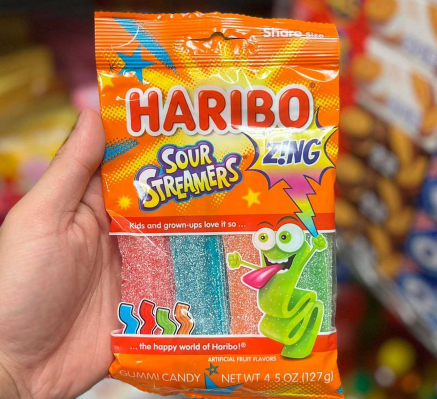 Share Size
HARIBO®
Z!NG
SOUR
STREAMERS
Kids and grown-ups love it so ...
... the happy world of Haribo!®
ARTIFICIAL FRUIT FLAVORS
GUMMI CANDY NET WT 4.5 OZ (127g)